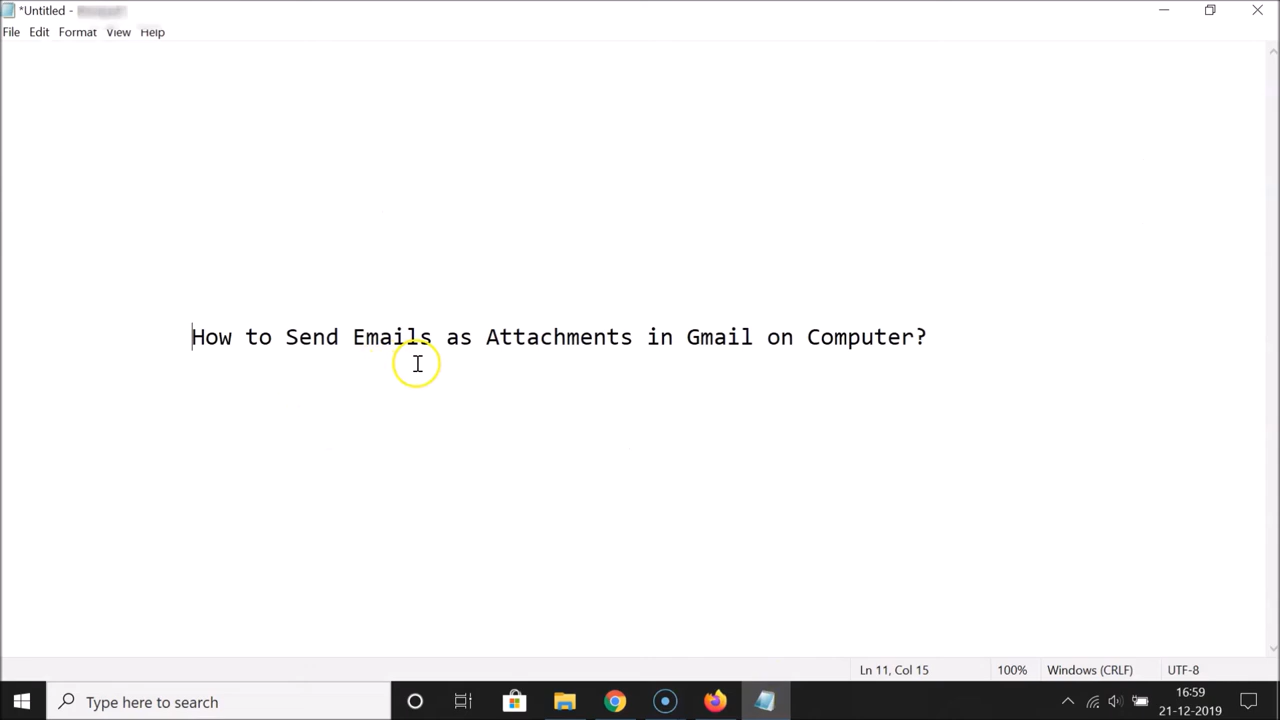 *Untitled -
File Edit Format View Help
How to Send Emails as Attachments in Gmail on Computer?
Ln 11, Col 15 100% Windows (CRLF) UTF-8
Type here to search
16:59
21-12-2019